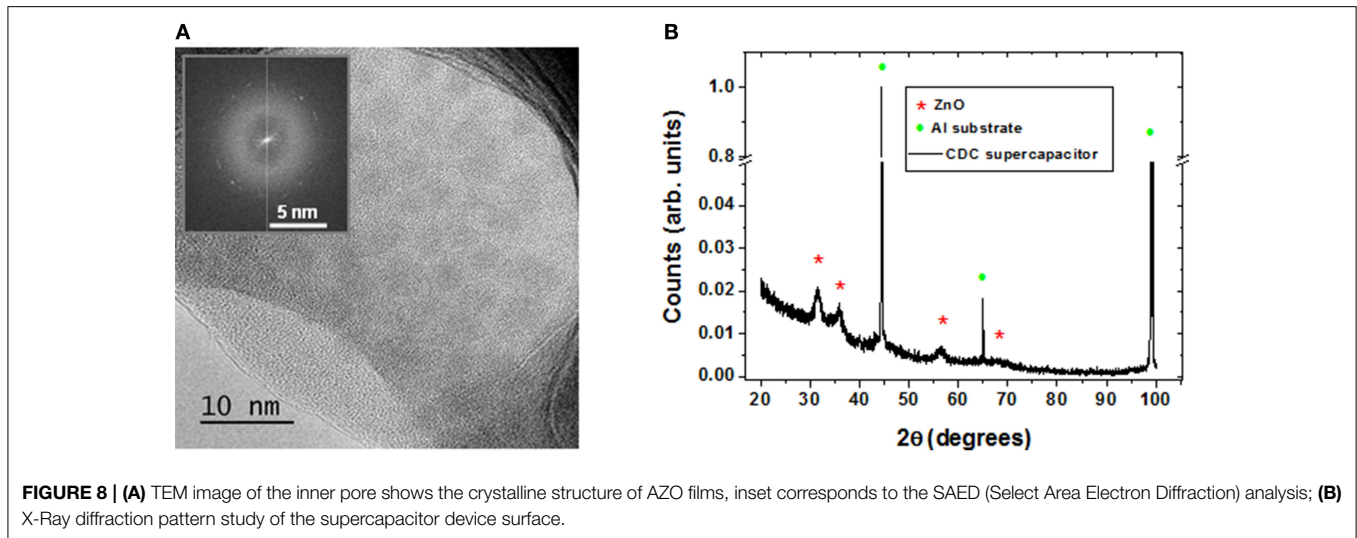 A
5 nm
10 nm
B
Counts (arb. units)
1.0
0.8
0.04
0.03
0.02
0.01
0.00
* ZnO
Al substrate
CDC supercapacitor
20 30 40 50 60 70 80 90 100
2θ (degrees)
FIGURE 8 | (A) TEM image of the inner pore shows the crystalline structure of AZO films, inset corresponds to the SAED (Select Area Electron Diffraction) analysis; (B)
X-Ray diffraction pattern study of the supercapacitor device surface.